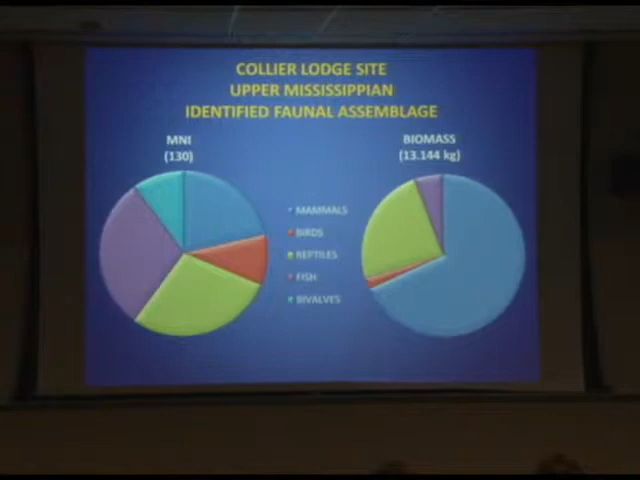 COLLIER LODGE SITE
UPPER MISSISSIPPIAN
IDENTIFIED FAUNAL ASSEMBLAGE
MNI
(130)
BIOMASS
(13.144 kg)
MAMMALS
BIRDS
REPTILES
FISH
BIVALVES